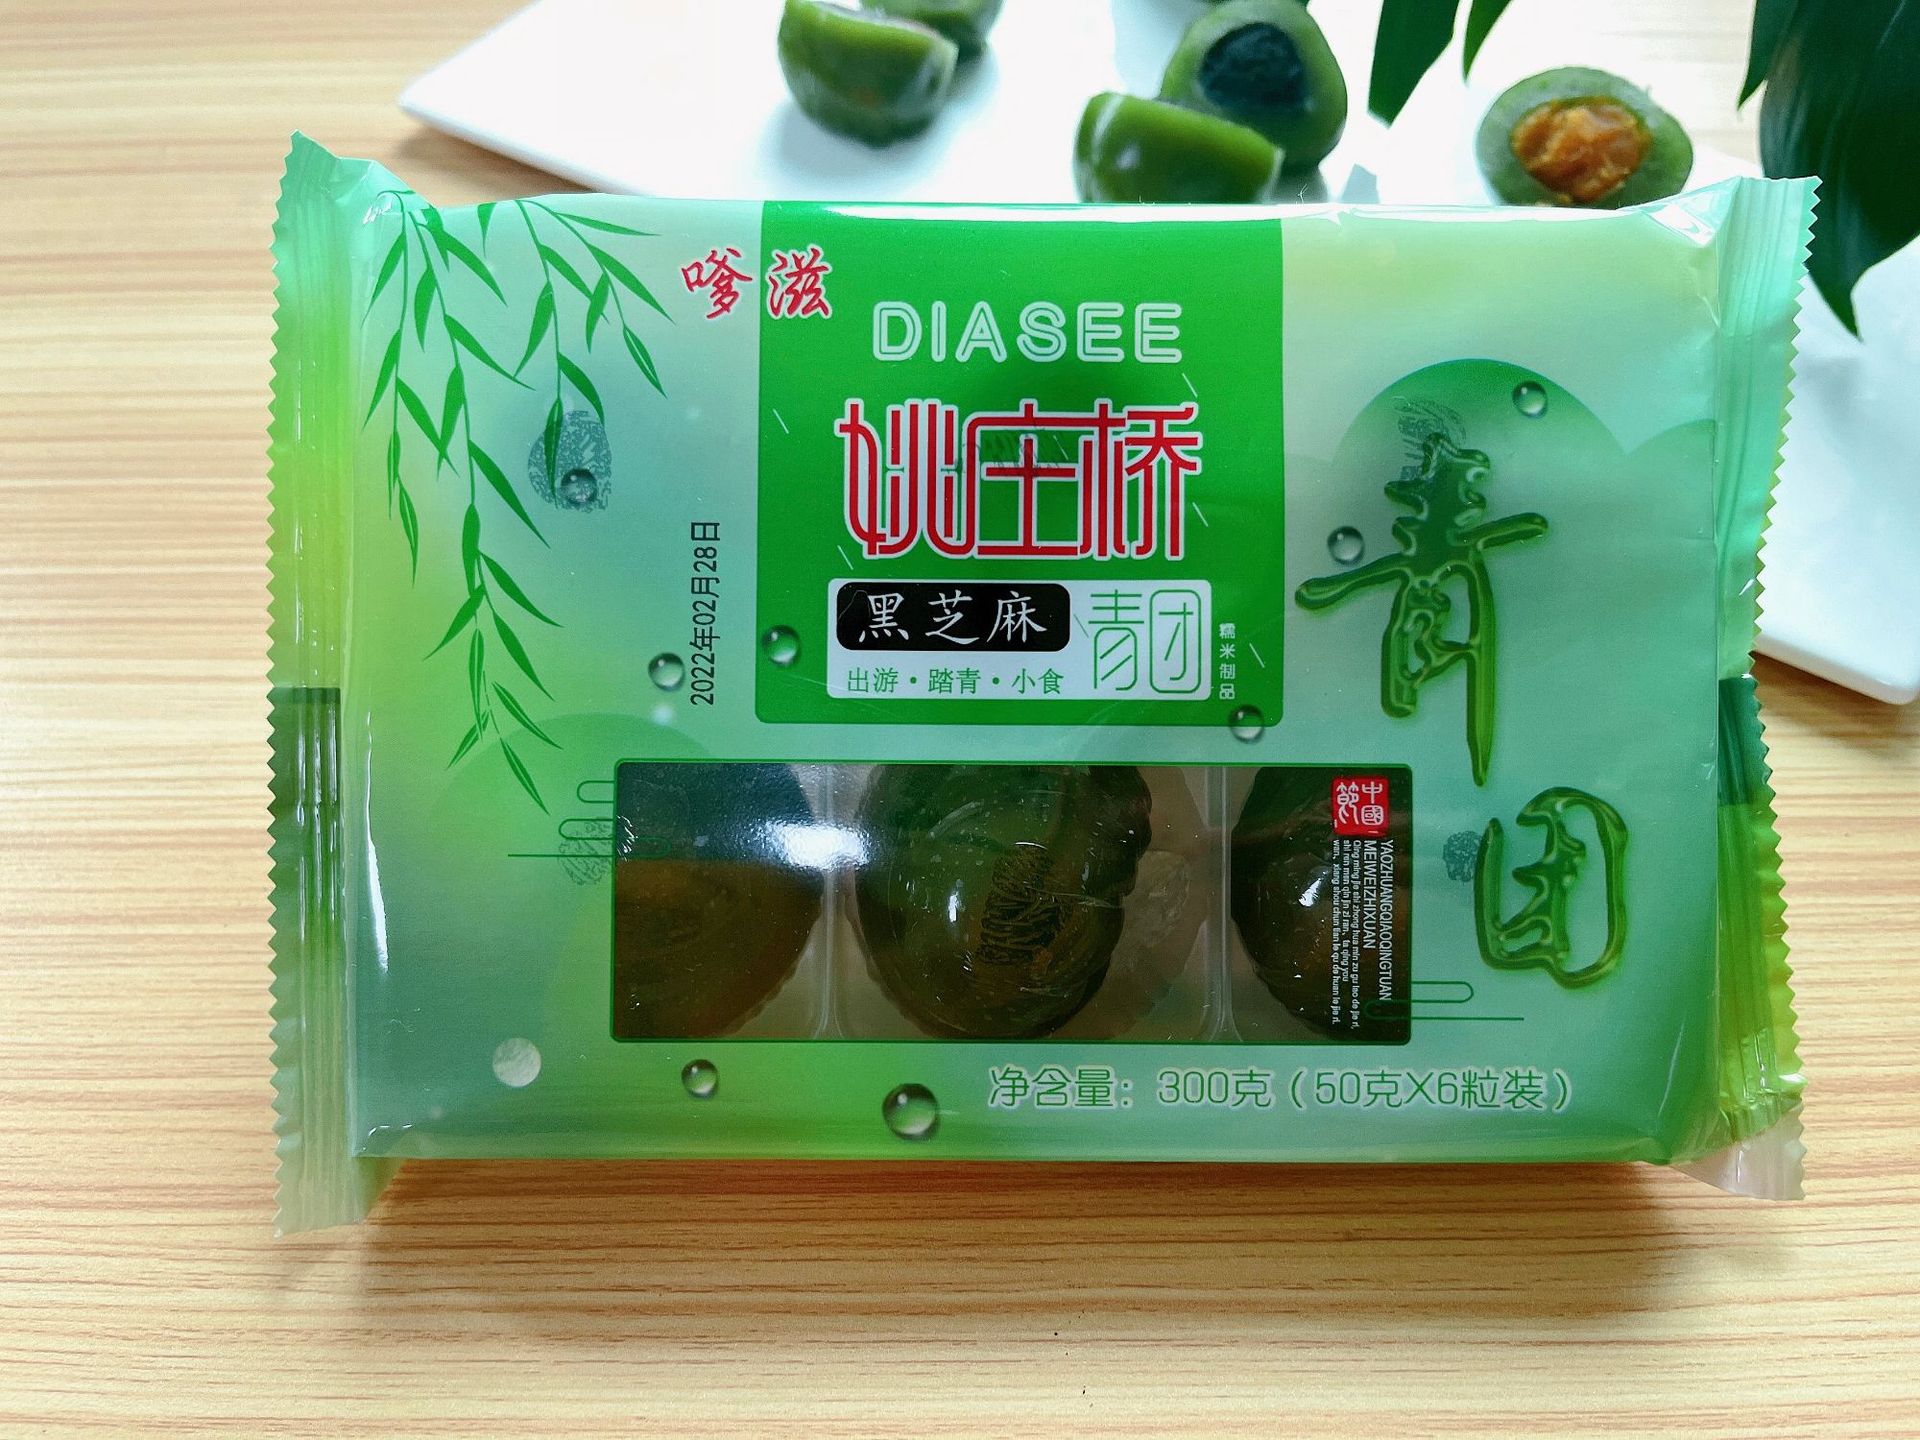 嗲滋
DIASEE
姚庄桥
黑芝麻
青团
出游·踏青·小食
糯米制品
2022年02月28日
青团
中國節
YAOZHUANGQIAOQINGTUAN
MEIWEIZHIXUAN
净含量：300克（50克X6粒装）